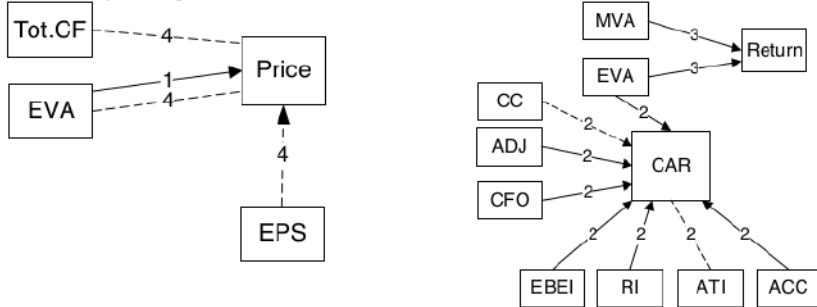 Tot.CF
4
Price
1
EVA
4
4
EPS
MVA
3
Return
EVA
3
2
CC
2
ADJ
2
CAR
CFO
2
2
2
2
2
EBEI
RI
ATI
ACC